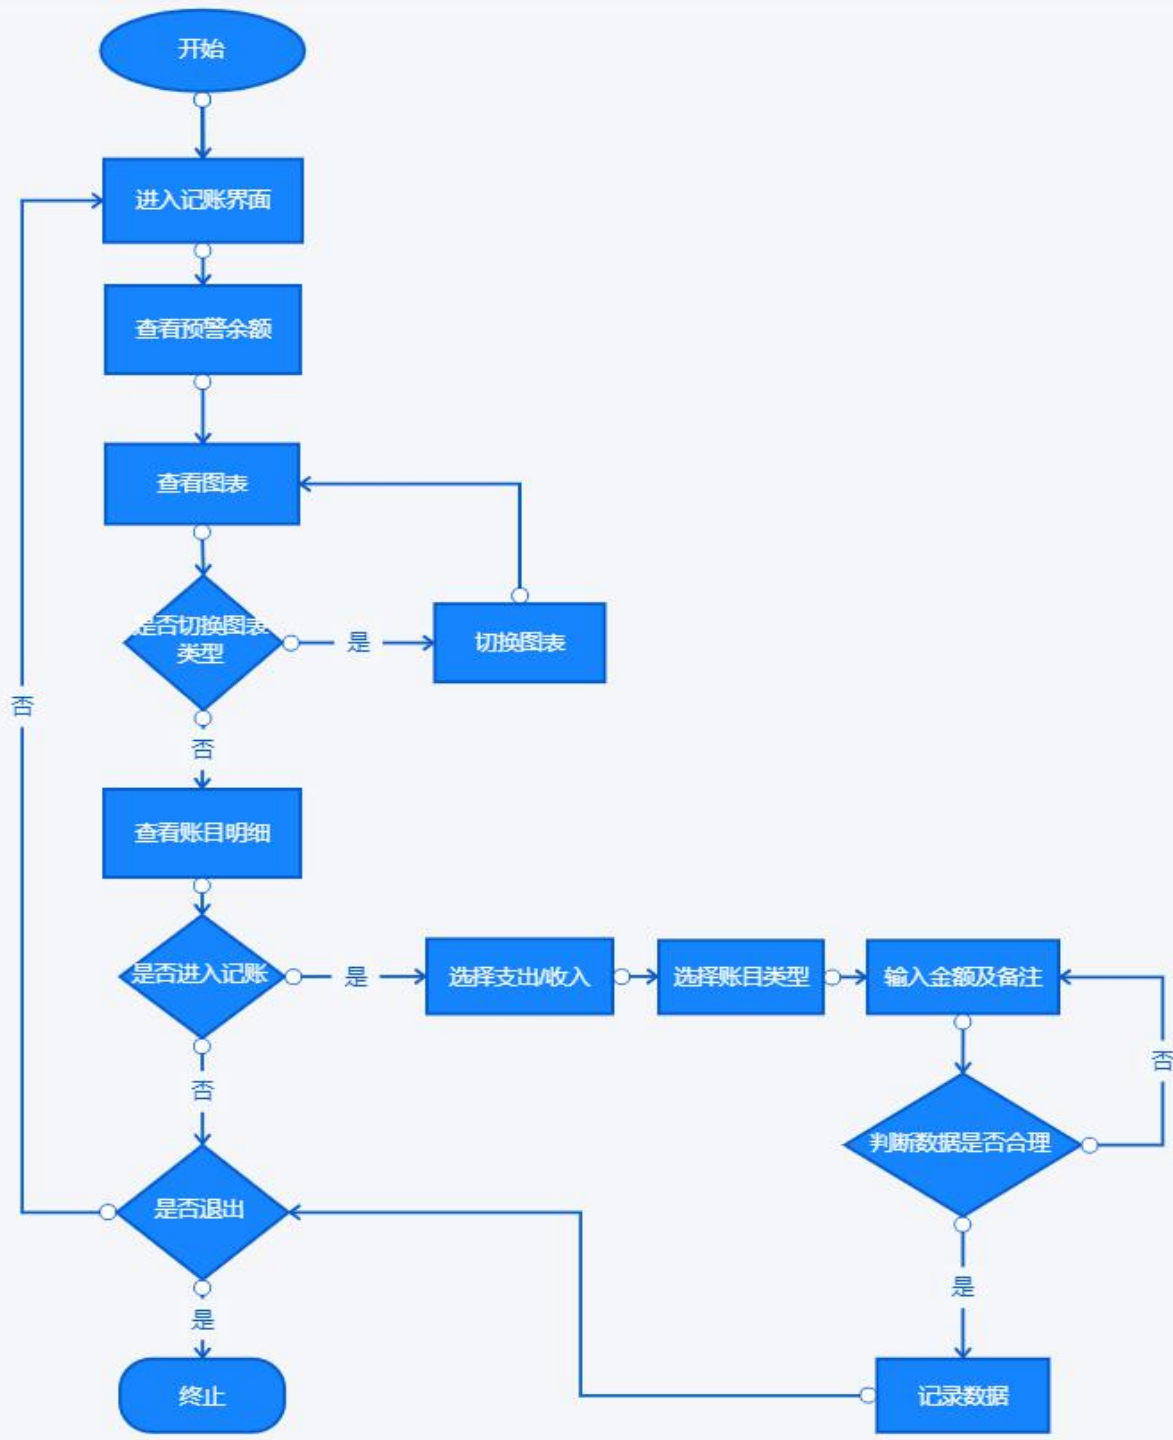 开始
进入记账界面
查看预警余额
查看图表
是否切换图表
类型
是
切换图表
否
否
查看账目明细
是否进入记账
是
选择支出/收入
选择账目类型
输入金额及备注
否
否
判断数据是否合理
是否退出
是
是
终止
记录数据